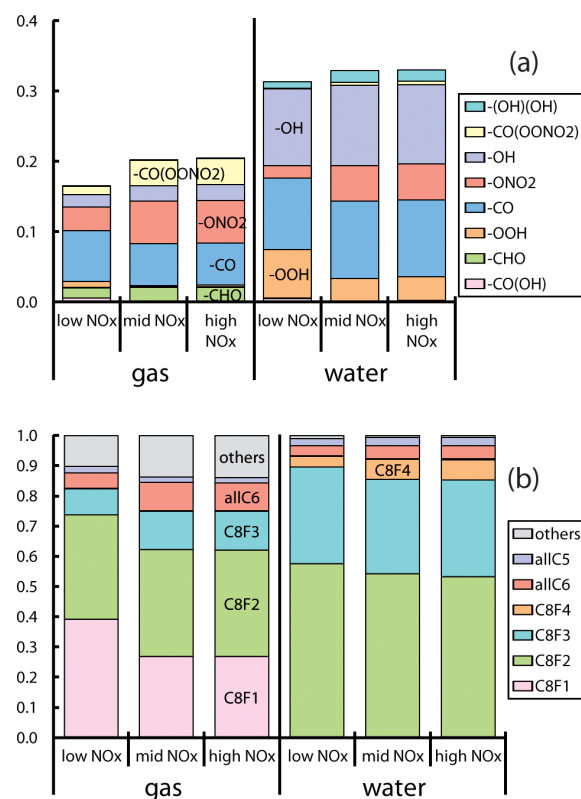 0.4
0.3
0.2
0.1
0.0
(a)
-(OH)(OH)
-CO(OONO2)
-OH
-ONO2
-CO
-OOH
-CHO
-CO(OH)
-OH
-CO(OONO2)
-ONO2
-CO
-OOH
-CHO
low NOx
mid NOx
high
NOx
low NOx
mid NOx
high
NOx
gas
water
1.0
0.9
0.8
0.7
0.6
0.5
0.4
0.3
0.2
0.1
0.0
(b)
others
allC5
allC6
C8F4
C8F3
C8F2
C8F1
others
allC6
C8F3
C8F2
C8F1
C8F4
low NOx
mid NOx
high NOx
low NOx
mid NOx
high NOx
gas
water